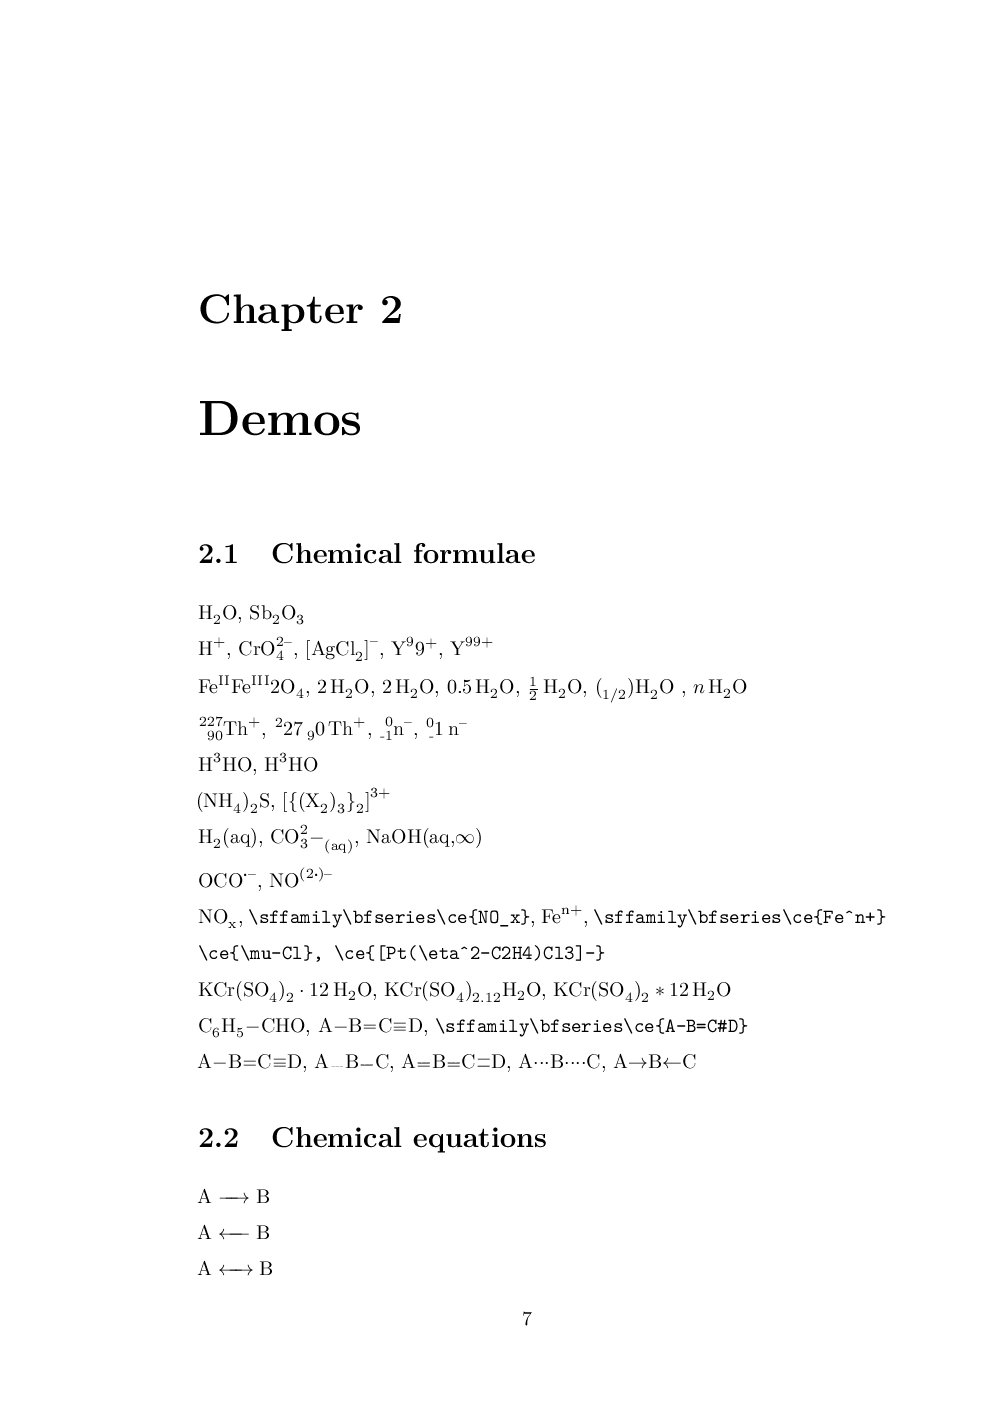 Chapter 2
Demos
2.1 Chemical formulae
H₂O, Sb₂O₃
H⁺, CrO₄²⁻, [AgCl₂]⁻, Y⁹9⁺, Y⁹⁹⁺
FeᴵᴵFeᴵᴵᴵ2O₄, 2 H₂O, 2 H₂O, 0.5 H₂O, ½ H₂O, (₁/₂)H₂O , n H₂O
²²⁷₉₀Th⁺, ²27 ₉0 Th⁺, ⁰₋₁n⁻, ⁰₋1 n⁻
H³HO, H³HO
(NH₄)₂S, [{(X₂)₃}₂]³⁺
H₂(aq), CO₃²−₍aq₎, NaOH(aq,∞)
OCO˙⁻, NO⁽²·⁾⁻
NOₓ, \sffamily\bfseries\ce{NO_x}, Feⁿ⁺, \sffamily\bfseries\ce{Fe^n+}
\ce{\mu-Cl}, \ce{[Pt(\eta^2-C2H4)Cl3]-}
KCr(SO₄)₂ · 12 H₂O, KCr(SO₄)₂.₁₂H₂O, KCr(SO₄)₂ ∗ 12 H₂O
C₆H₅−CHO, A−B=C≡D, \sffamily\bfseries\ce{A-B=C#D}
A−B=C≡D, A−B−C, A=B=C=D, A···B····C, A→B←C
2.2 Chemical equations
A ⟶ B
A ⟵ B
A ⟷ B
7